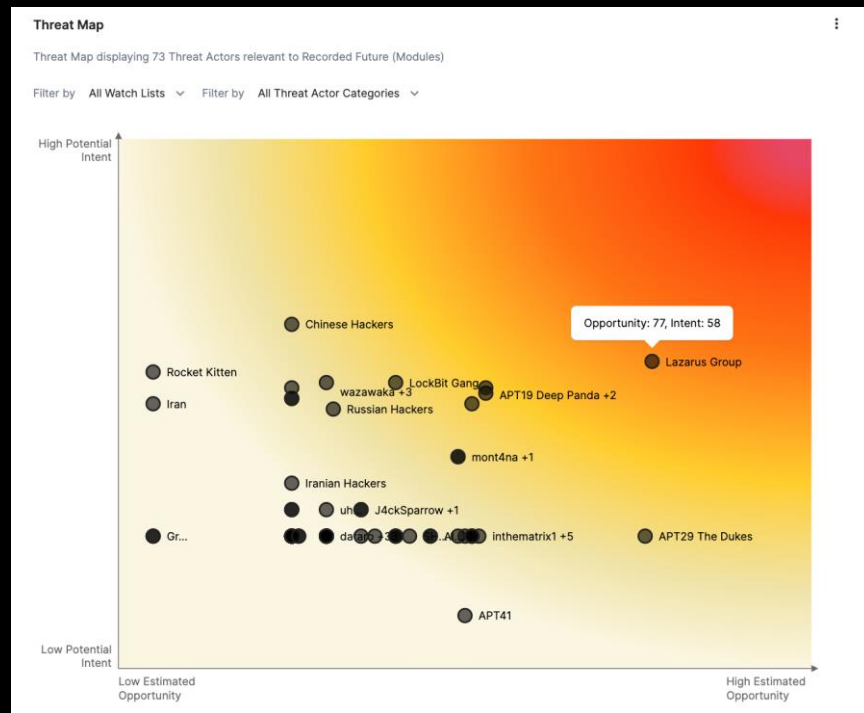 Threat Map
Threat Map displaying 73 Threat Actors relevant to Recorded Future (Modules)
Filter by All Watch Lists Filter by All Threat Actor Categories
High Potential
Intent
Chinese Hackers
Opportunity: 77, Intent: 58
Lazarus Group
Rocket Kitten
LockBit Gang
wazawaka +3
APT19 Deep Panda +2
Iran
Russian Hackers
mont4na +1
Iranian Hackers
J4ckSparrow +1
Gr...
inthematrix1 +5
APT29 The Dukes
APT41
Low Potential
Intent
Low Estimated
Opportunity
High Estimated
Opportunity